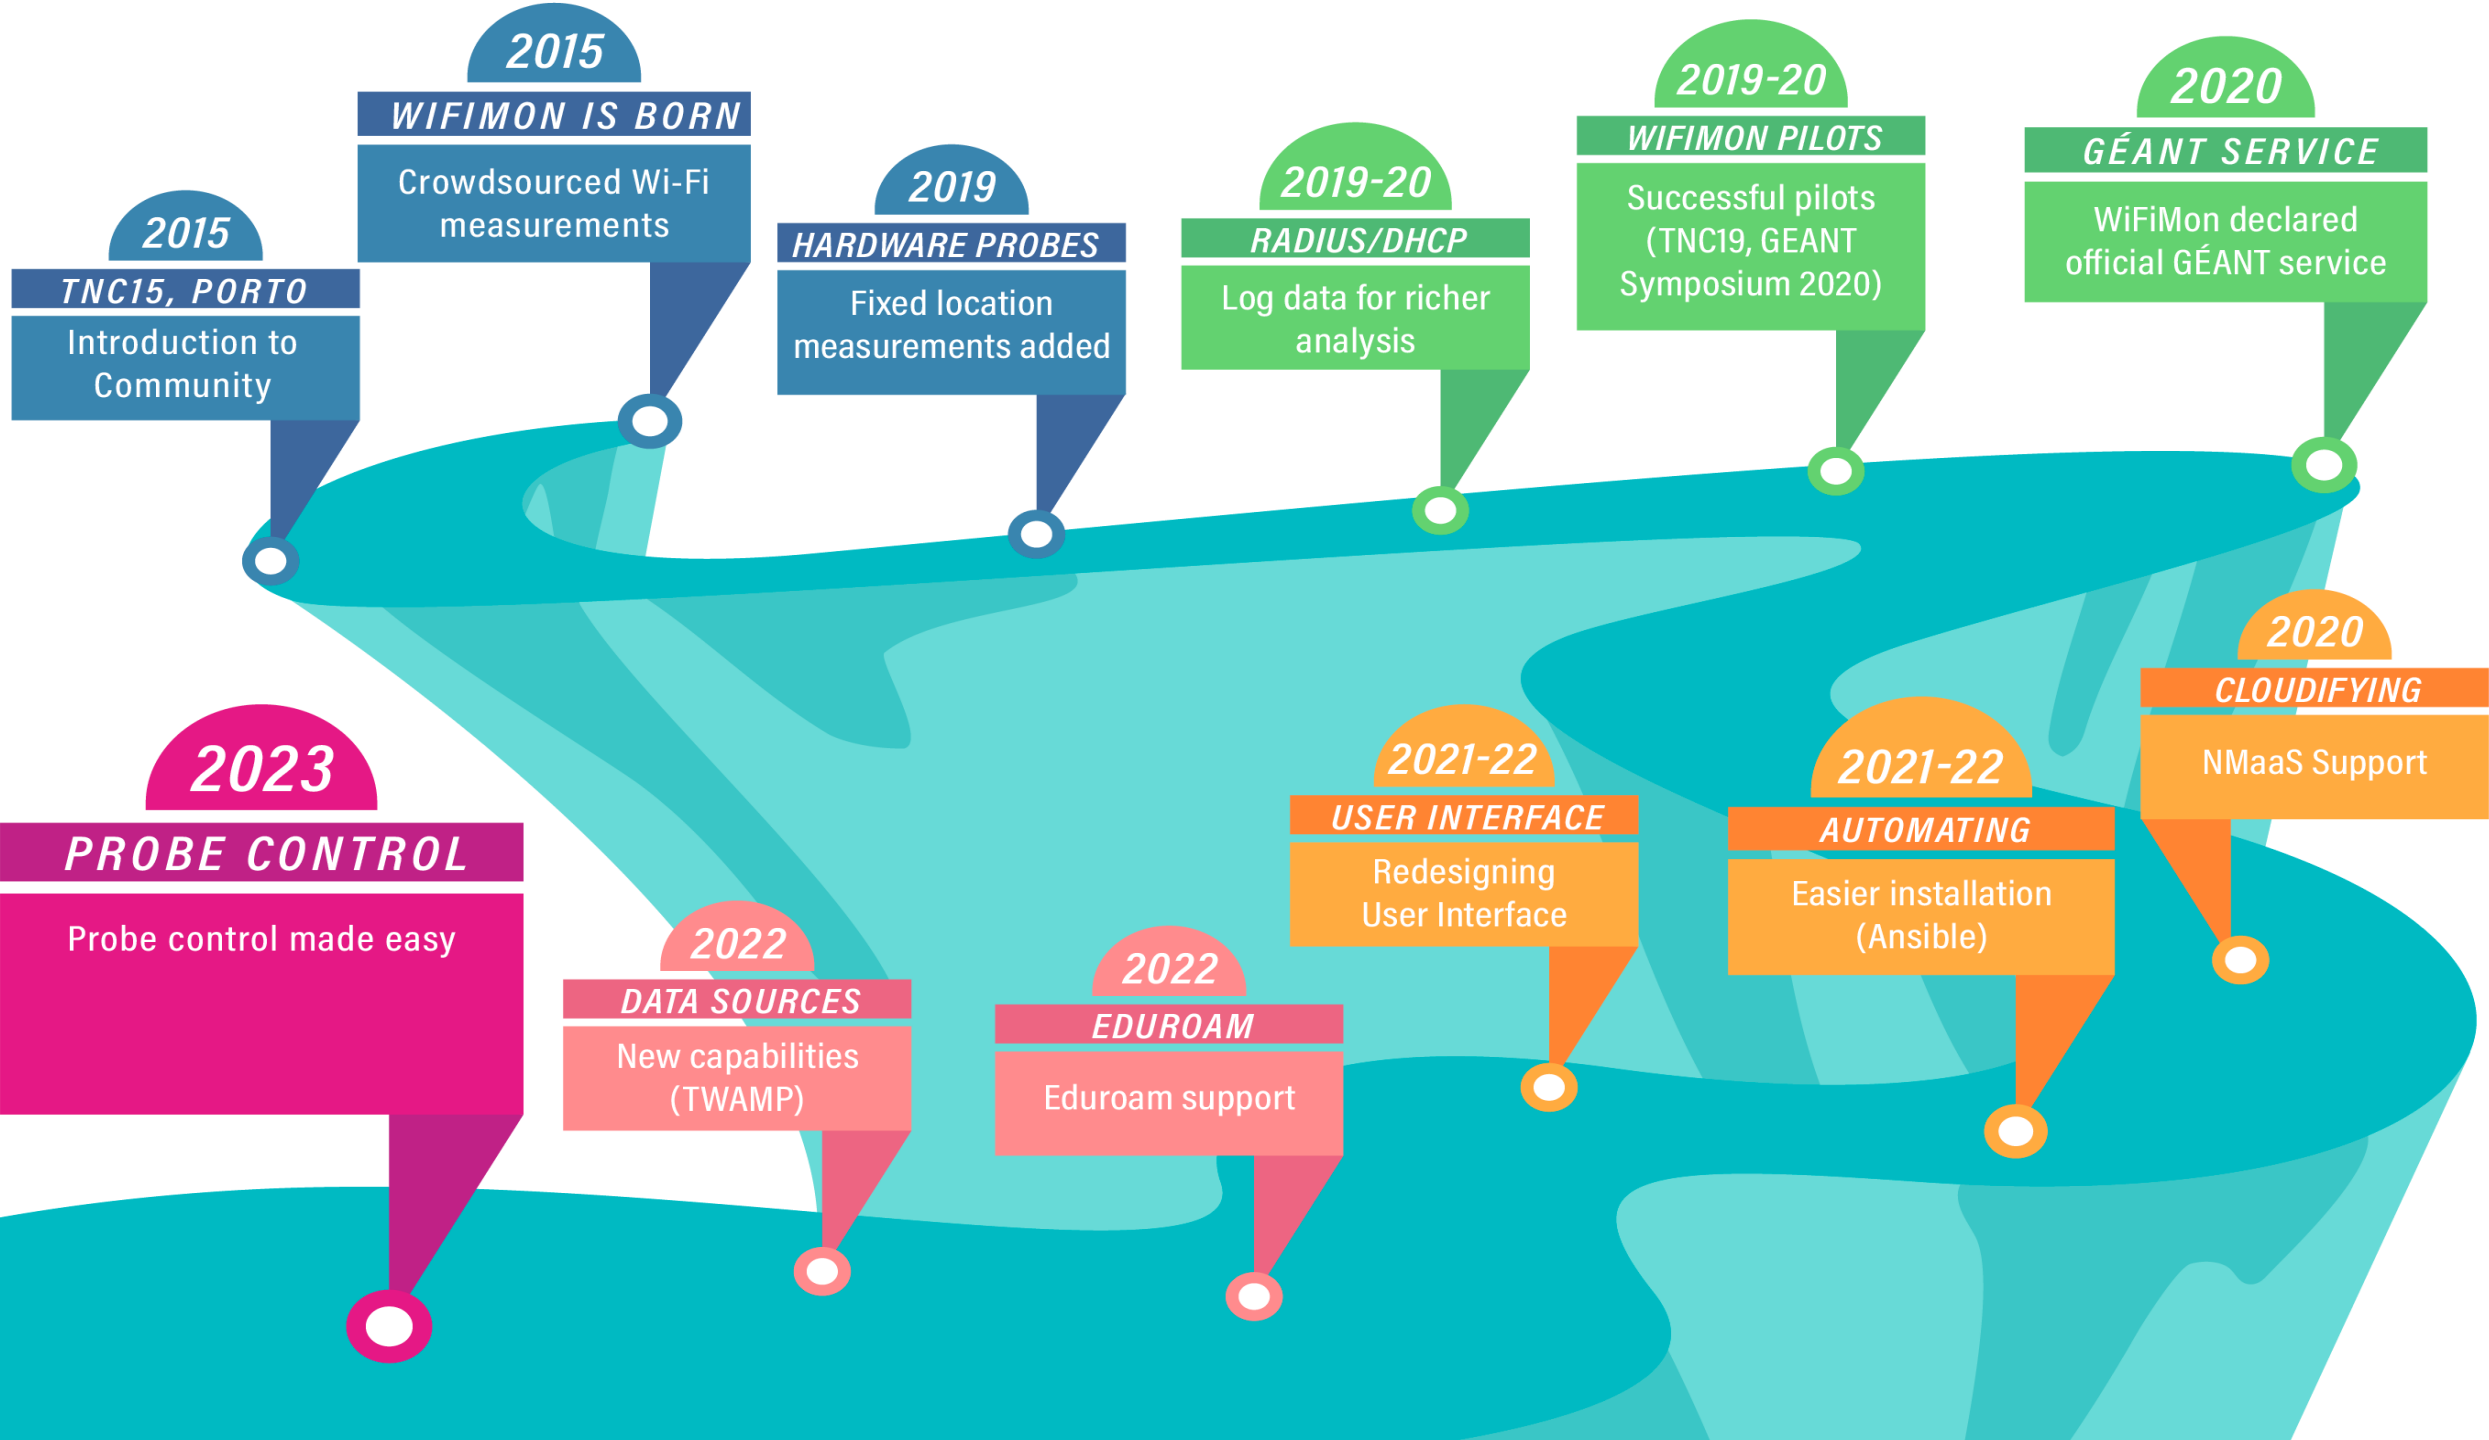 2015
WIFIMON IS BORN
Crowdsourced Wi-Fi
measurements
2015
TNC15, PORTO
Introduction to
Community
2019
HARDWARE PROBES
Fixed location
measurements added
2019-20
RADIUS/DHCP
Log data for richer
analysis
2019-20
WIFIMON PILOTS
Successful pilots
(TNC19, GEANT
Symposium 2020)
2020
GÉANT SERVICE
WiFiMon declared
official GÉANT service
2020
CLOUDIFYING
NMaaS Support
2021-22
AUTOMATING
Easier installation
(Ansible)
2021-22
USER INTERFACE
Redesigning
User Interface
2022
EDUROAM
Eduroam support
2022
DATA SOURCES
New capabilities
(TWAMP)
2023
PROBE CONTROL
Probe control made easy